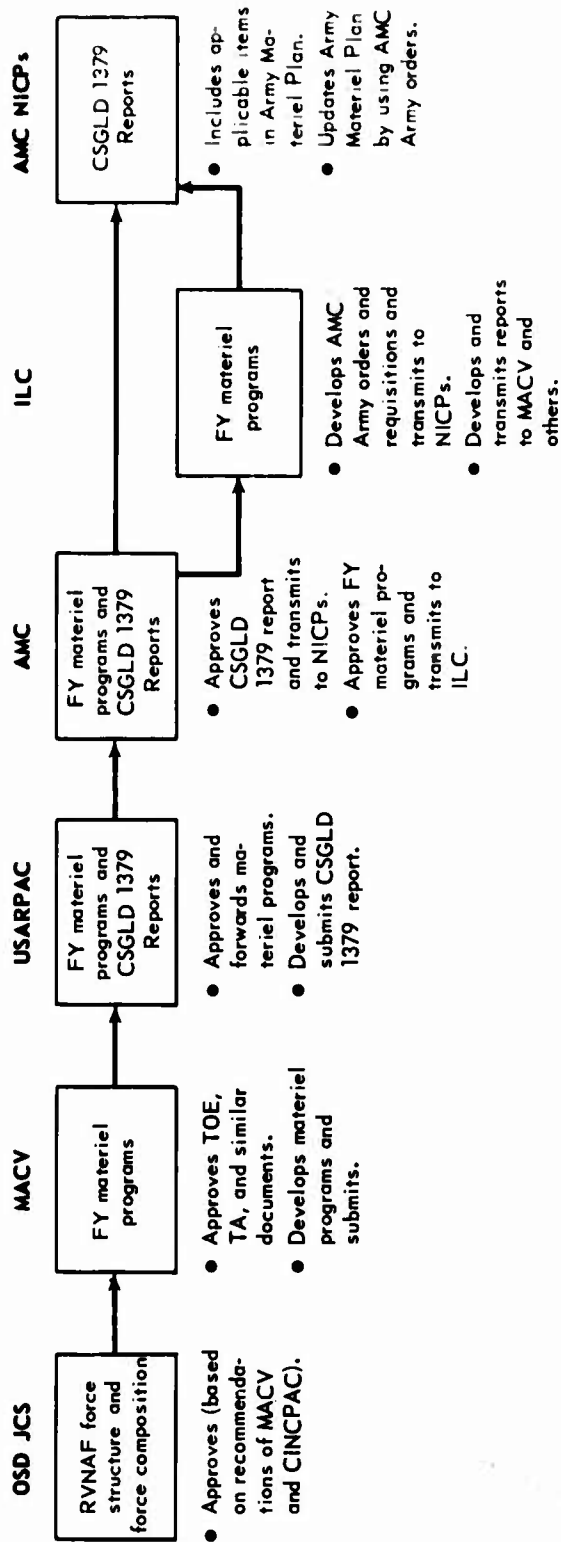 OSD JCS
RVNAF force
structure and
force composition
● Approves (based
on recommenda-
tions of MACV
and CINCPAC).
MACV
FY materiel
programs
● Approves TOE,
TA, and similar
documents.
● Develops materiel
programs and
submits.
USARPAC
FY materiel
programs and
CSGLD 1379
Reports
● Approves and
forwards ma-
teriel programs.
● Develops and
submits CSGLD
1379 report.
AMC
FY materiel
programs and
CSGLD 1379
Reports
● Approves
CSGLD
1379 report
and transmits
to NICPs.
● Approves FY
materiel pro-
grams and
transmits to
ILC.
ILC
FY materiel
programs
● Develops AMC
Army orders and
requisitions and
transmits to
NICPs.
● Develops and
transmits reports
to MACV and
others.
AMC NICPs
CSGLD 1379
Reports
● Includes ap-
plicable items
in Army Ma-
teriel Plan.
● Updates Army
Materiel Plan
by using AMC
Army orders.